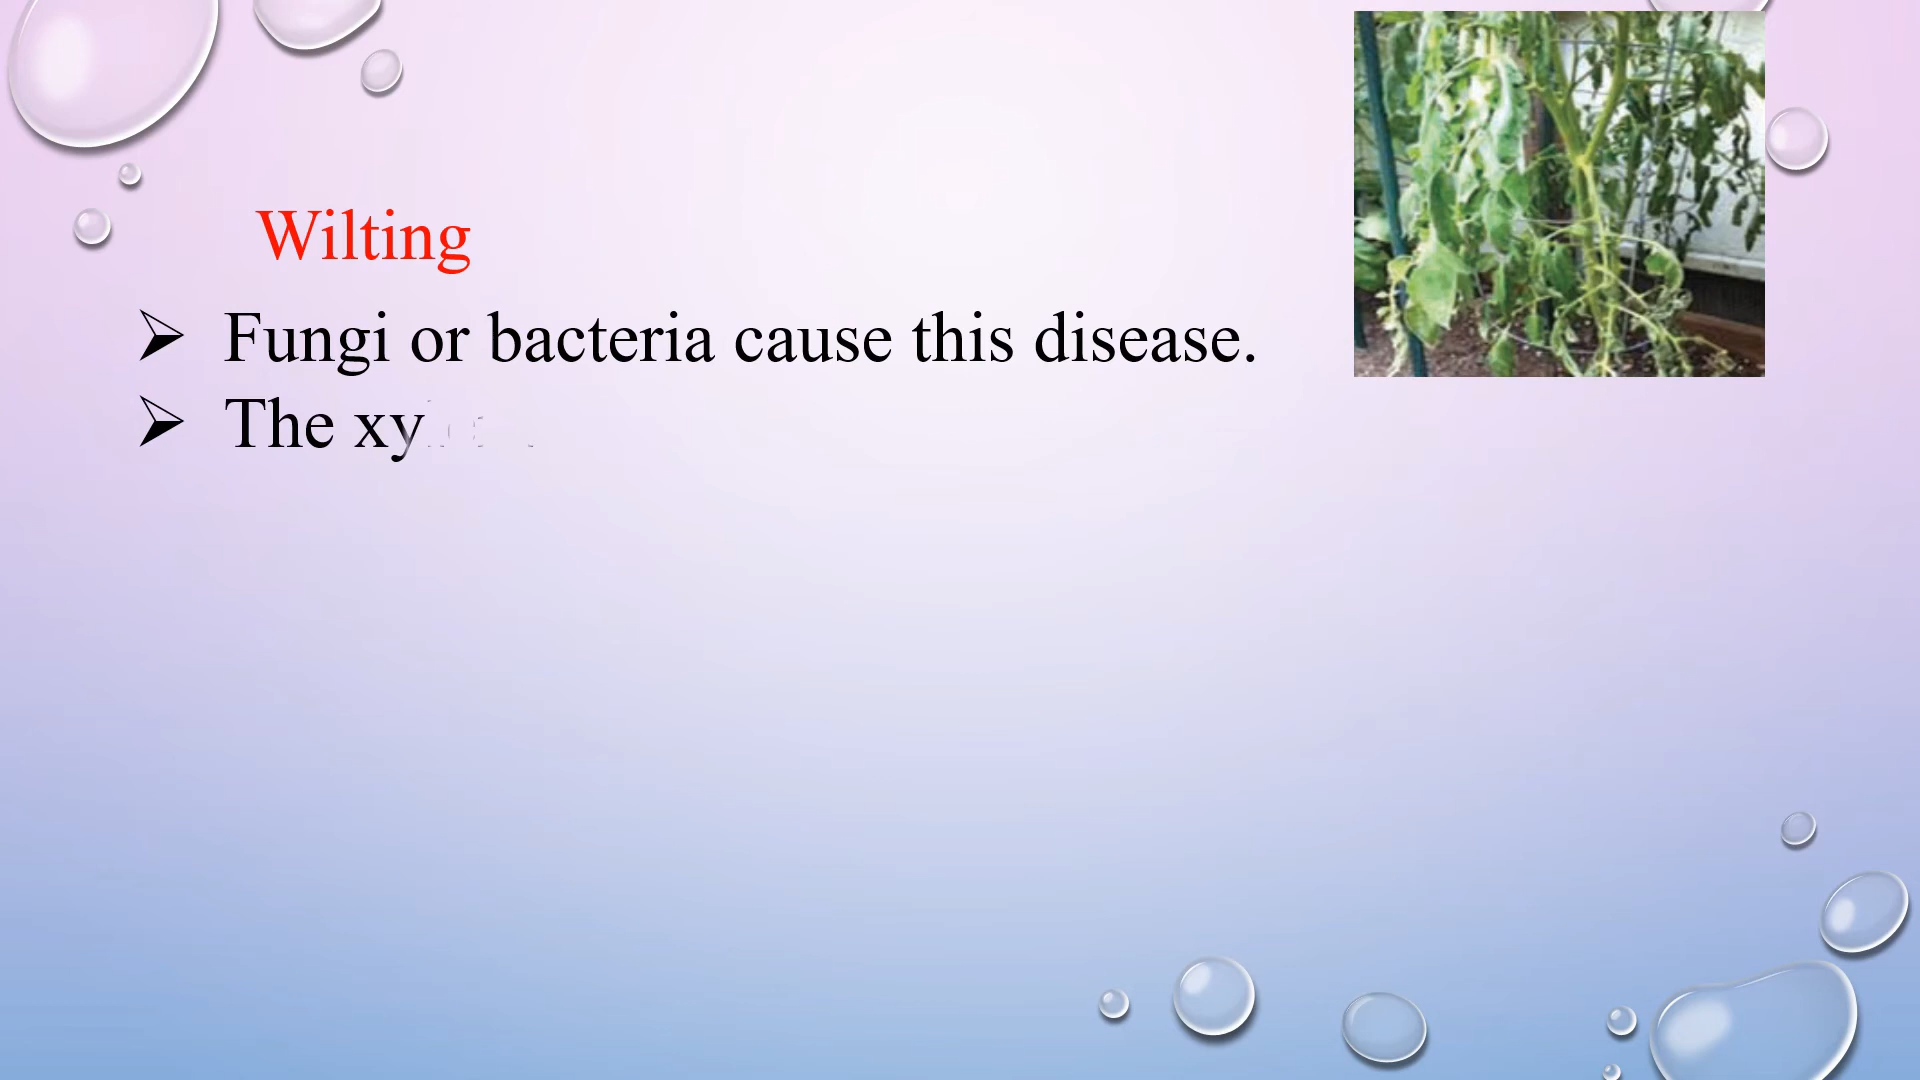 Wilting
➢ Fungi or bacteria cause this disease.
➢ The